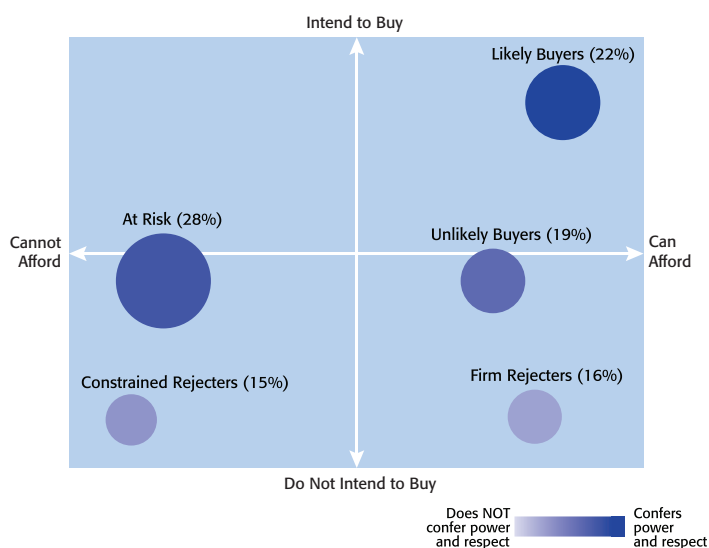 Intend to Buy
Likely Buyers (22%)
At Risk (28%)
Unlikely Buyers (19%)
Cannot
Afford
Can
Afford
Constrained Rejecters (15%)
Firm Rejecters (16%)
Do Not Intend to Buy
Does NOT
confer power
and respect
Confers
power
and respect